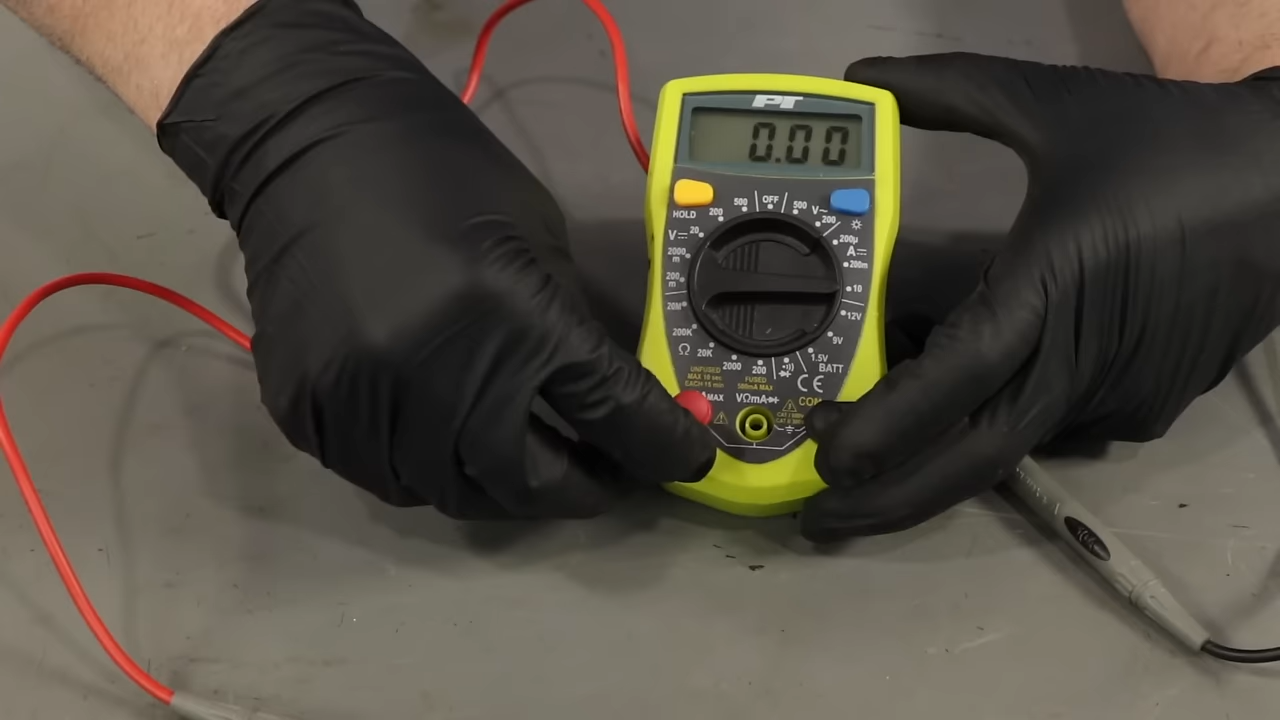 PT
0.00
HOLD
OFF
500
200
20
V⎓
2000
m
200
m
20M
200K
Ω
20K
2000
200
500
V~
200
200µ
A⎓
200m
10
12V
9V
1.5V
BATT
CE
UNFUSED
MAX 10 sec
EACH 15 min
FUSED
500mA MAX
MAX
VΩmA
COM